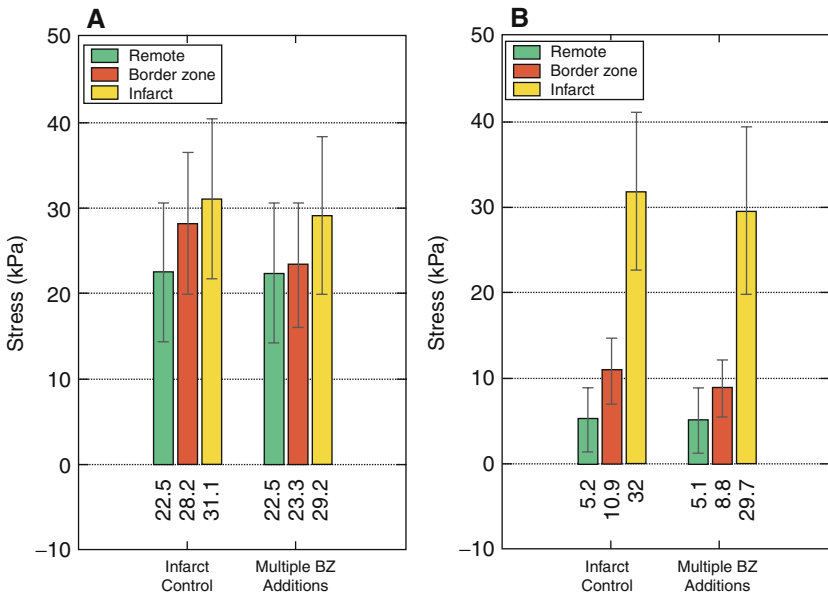 A
50
40
30
20
10
0
−10
Stress (kPa)
Remote
Border zone
Infarct
22.5
28.2
31.1
22.5
23.3
29.2
Infarct
Control
Multiple BZ
Additions
B
50
40
30
20
10
0
−10
Stress (kPa)
Remote
Border zone
Infarct
5.2
10.9
32
5.1
8.8
29.7
Infarct
Control
Multiple BZ
Additions